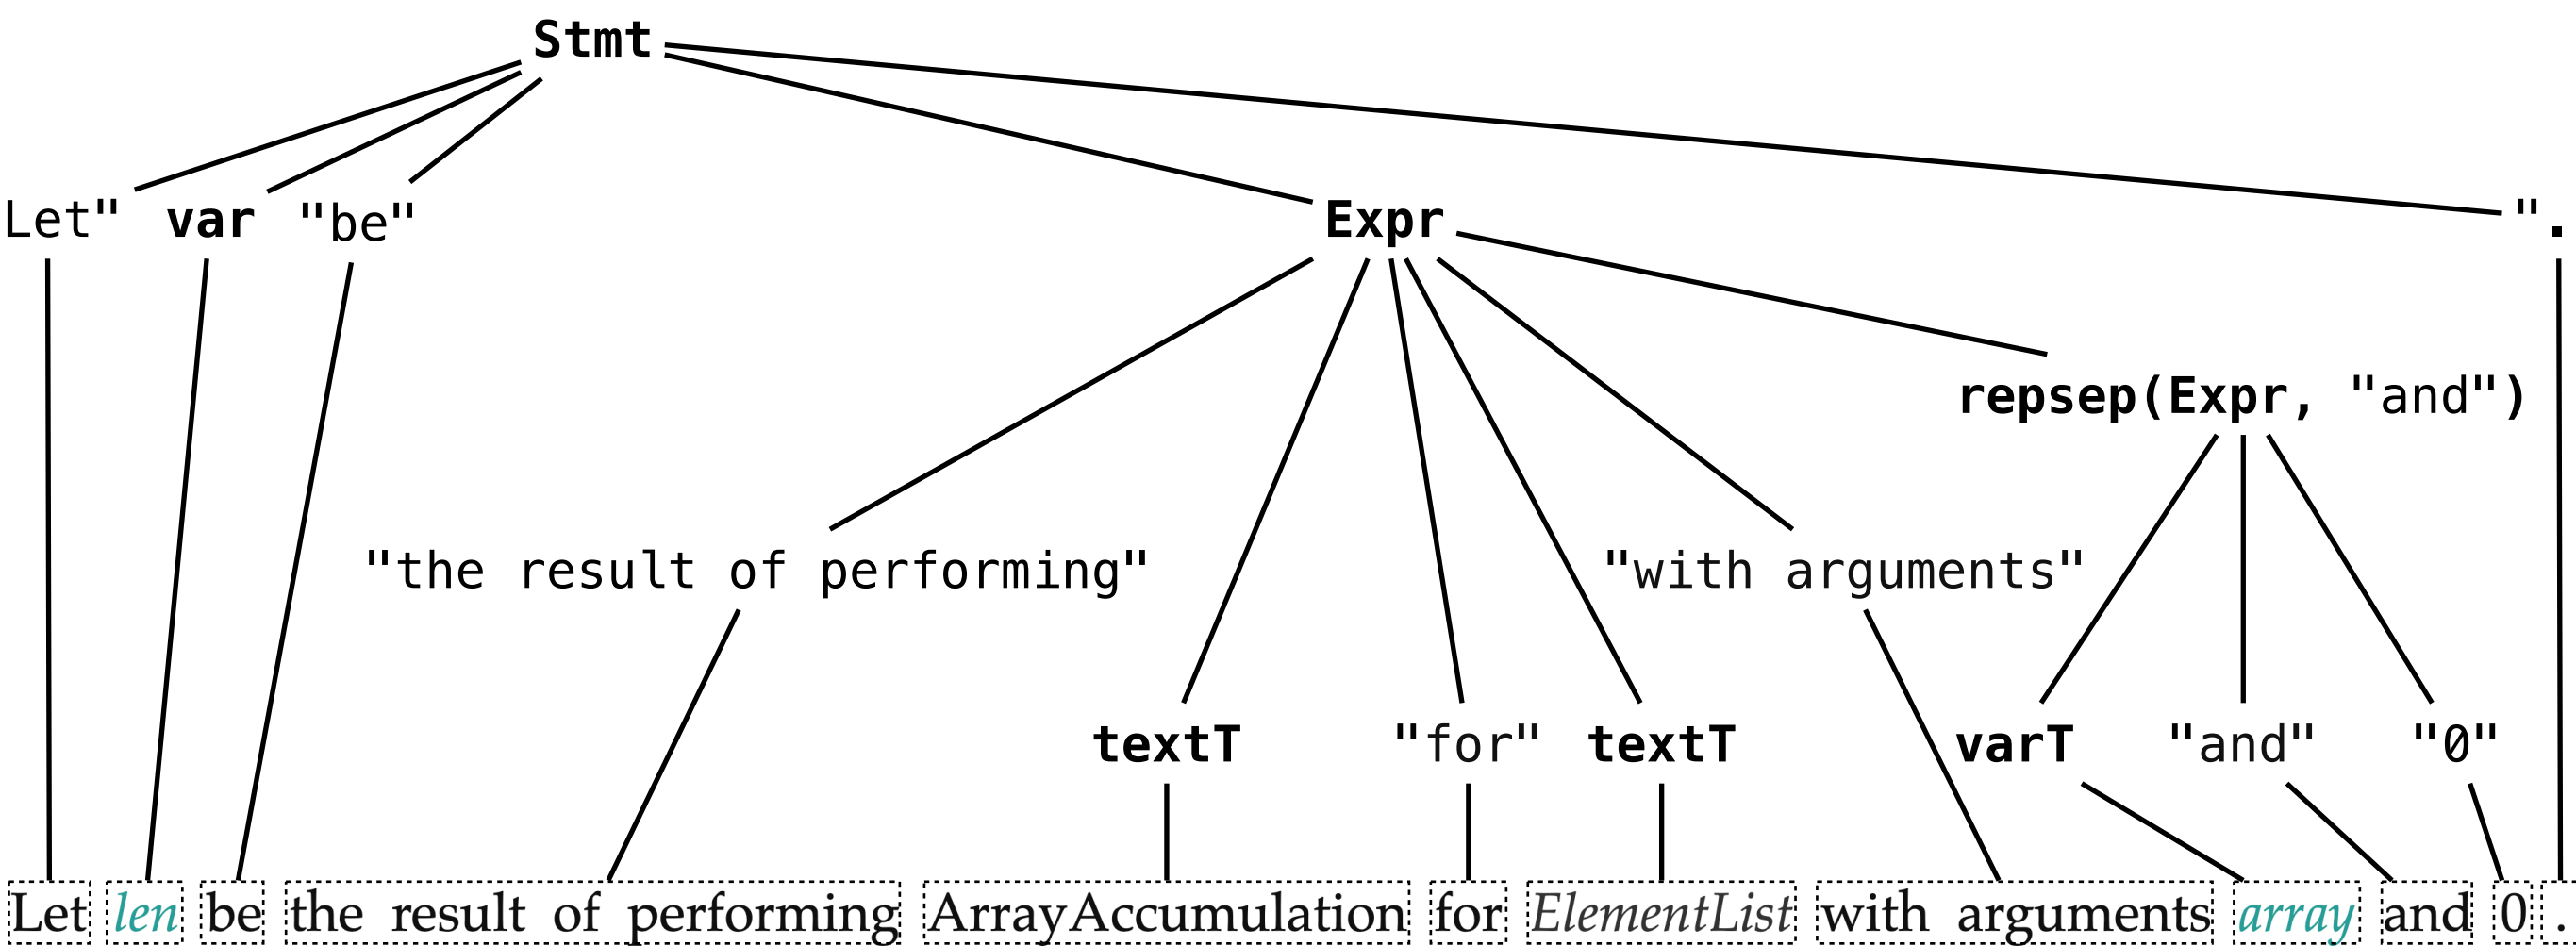 Stmt
Let" var "be" Expr ".
repsep(Expr, "and")
"the result of performing" "with arguments"
textT "for" textT varT "and" "0"
Let len be the result of performing ArrayAccumulation for ElementList with arguments array and 0 .